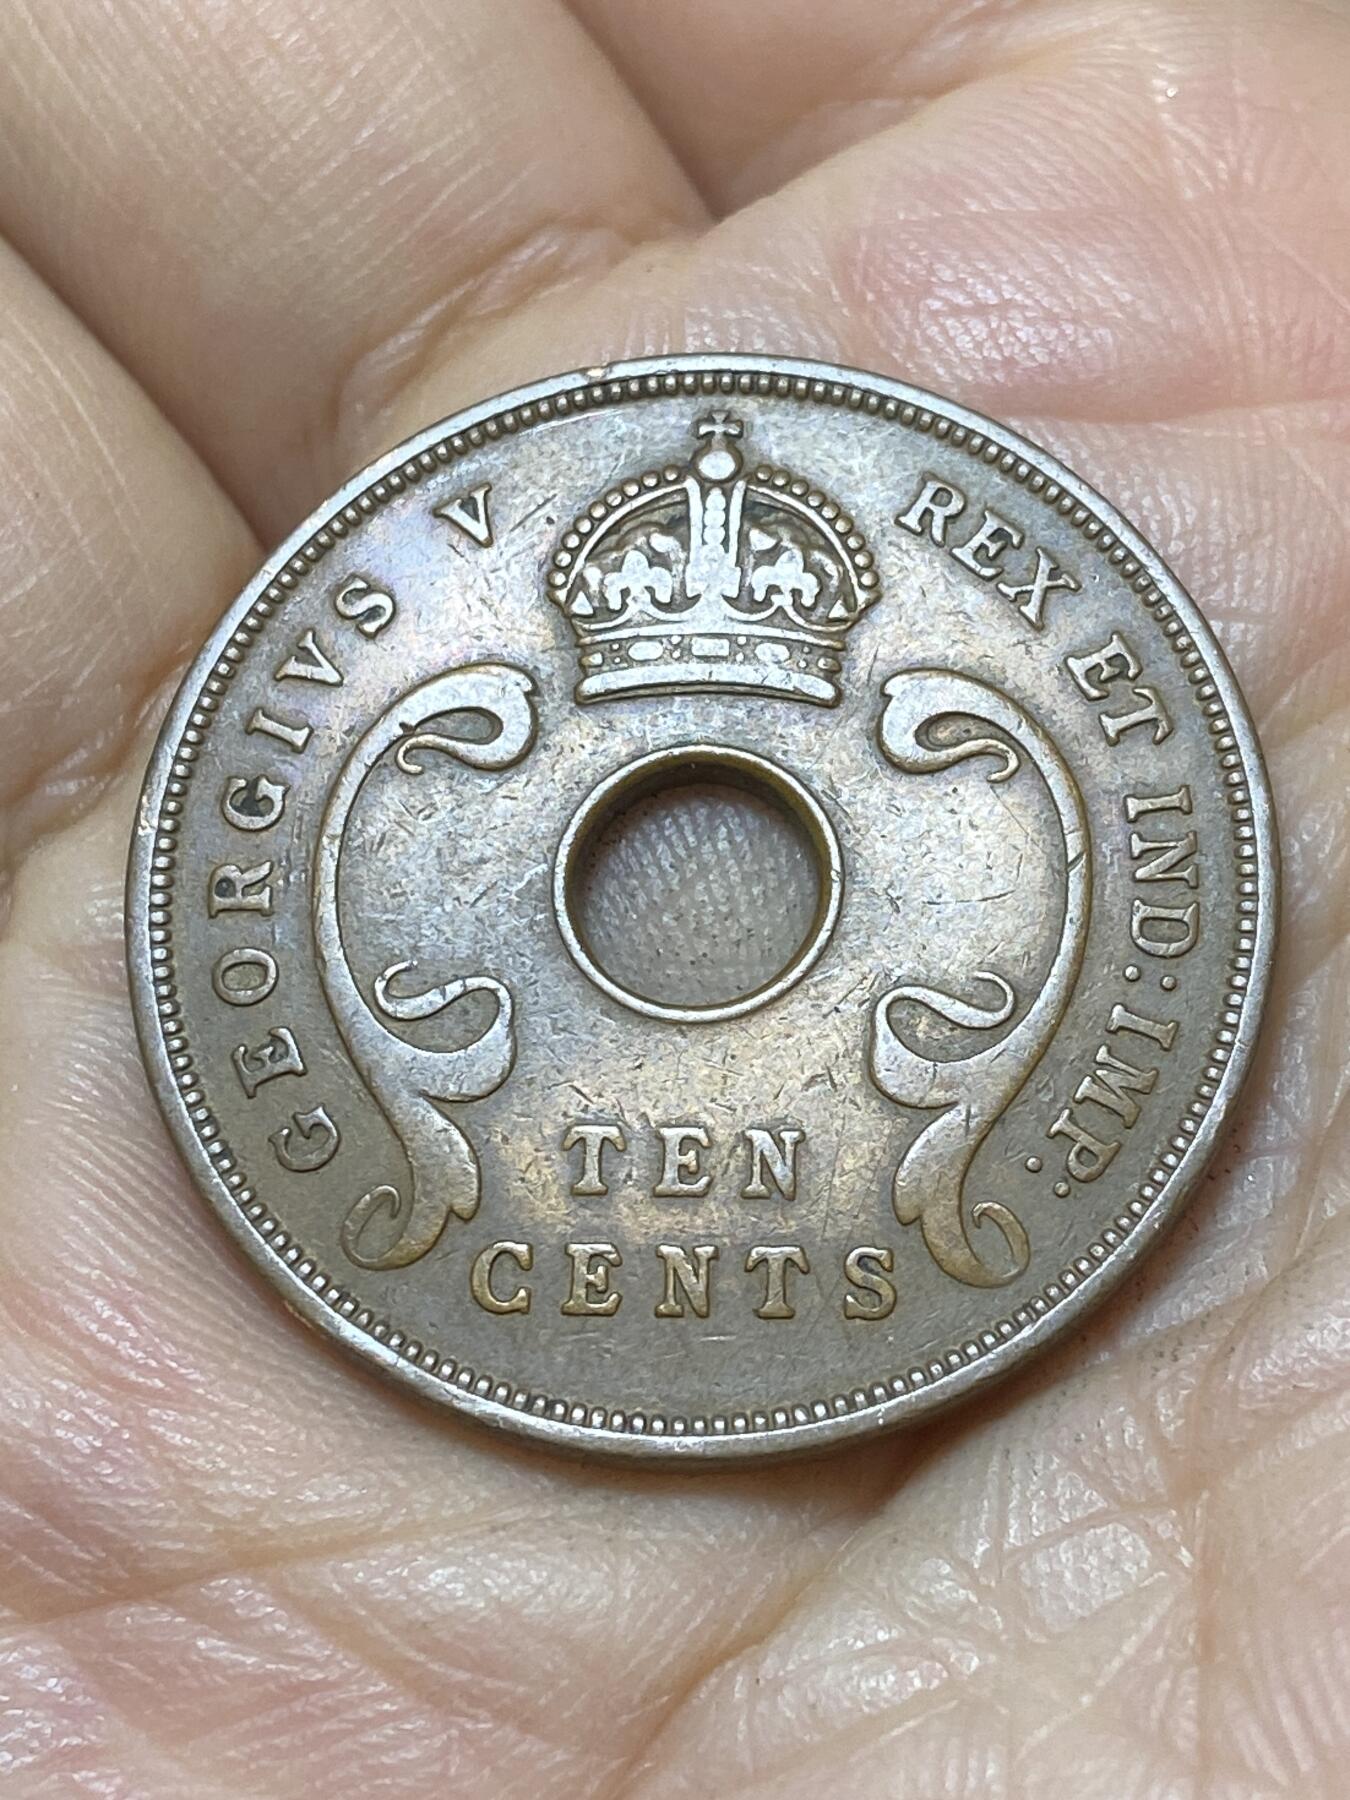 GEORGIVS V REX ET IND: IMP:
TEN
CENTS